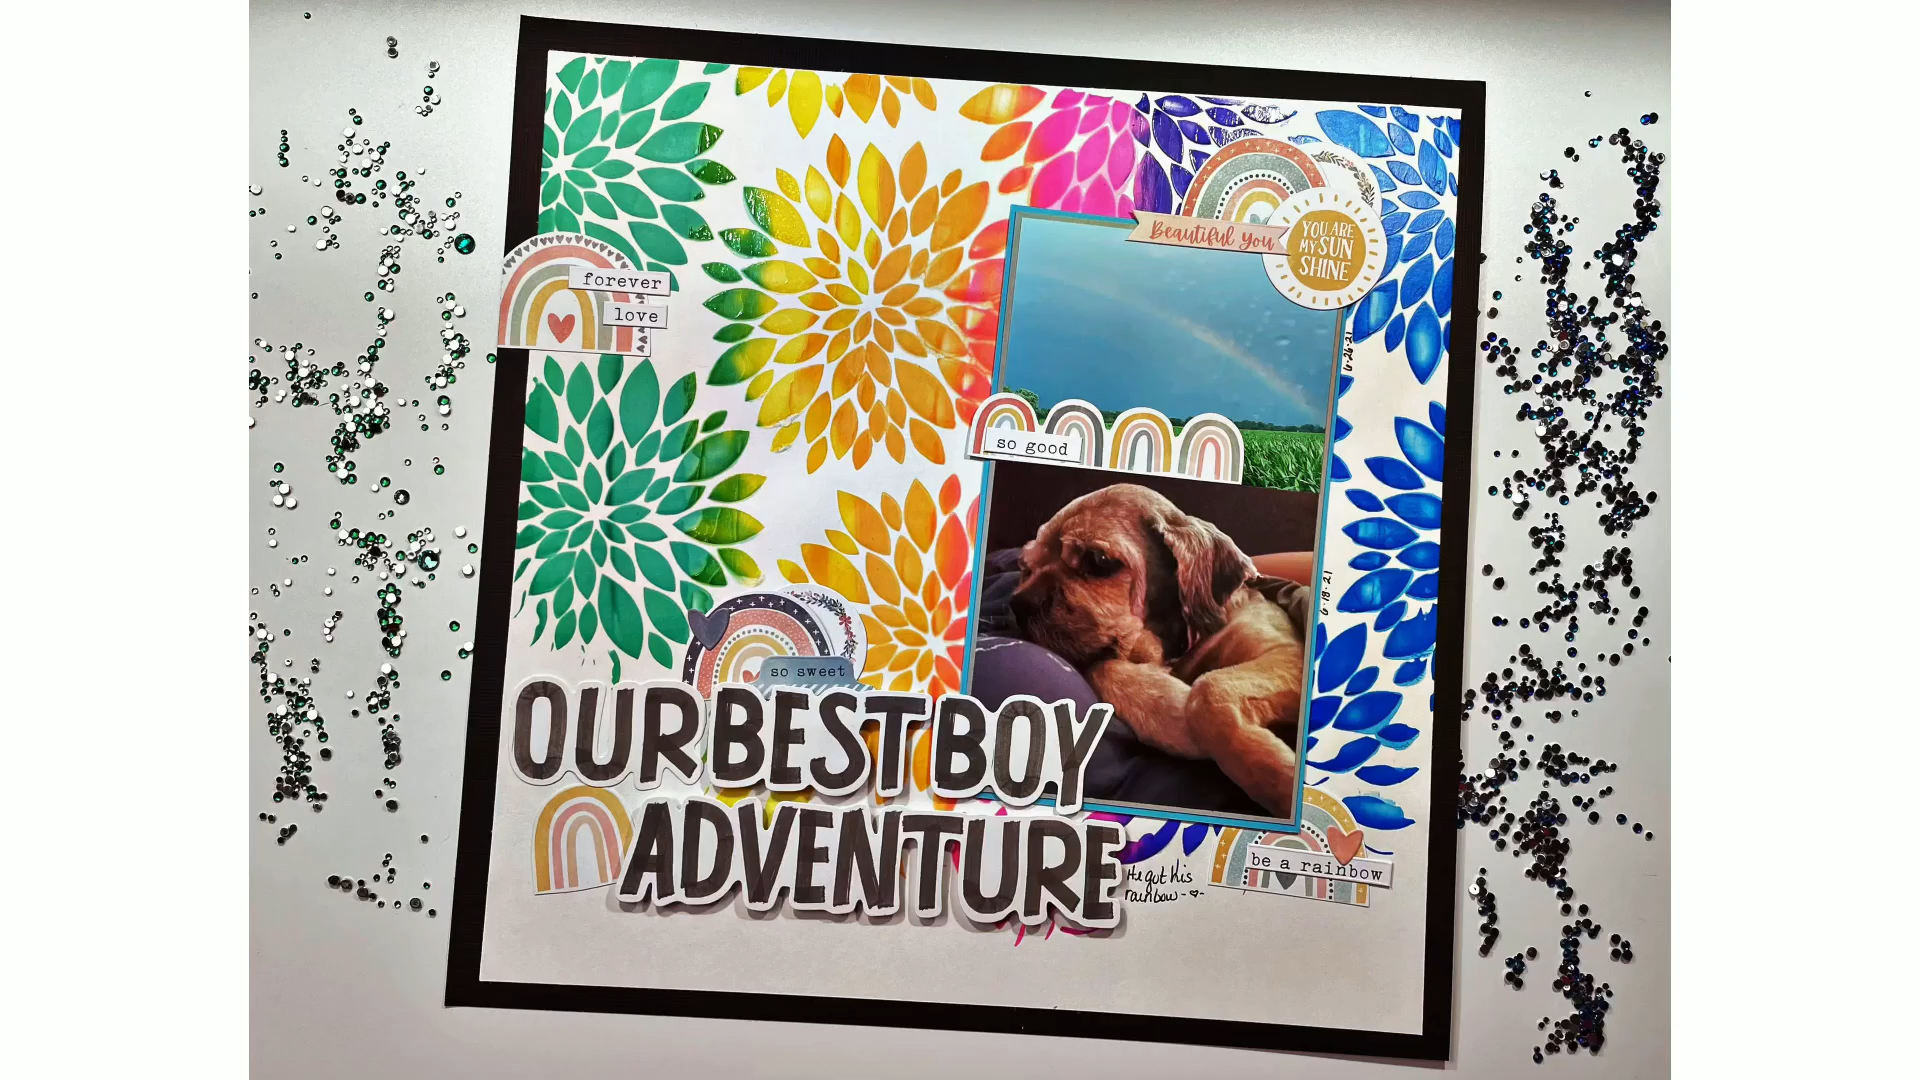 Beautiful You
YOU ARE
MY SUN
SHINE
forever
love
6·26·21
so good
6·18·21
so sweet
OUR BEST BOY
ADVENTURE
He got his
rainbow
be a rainbow